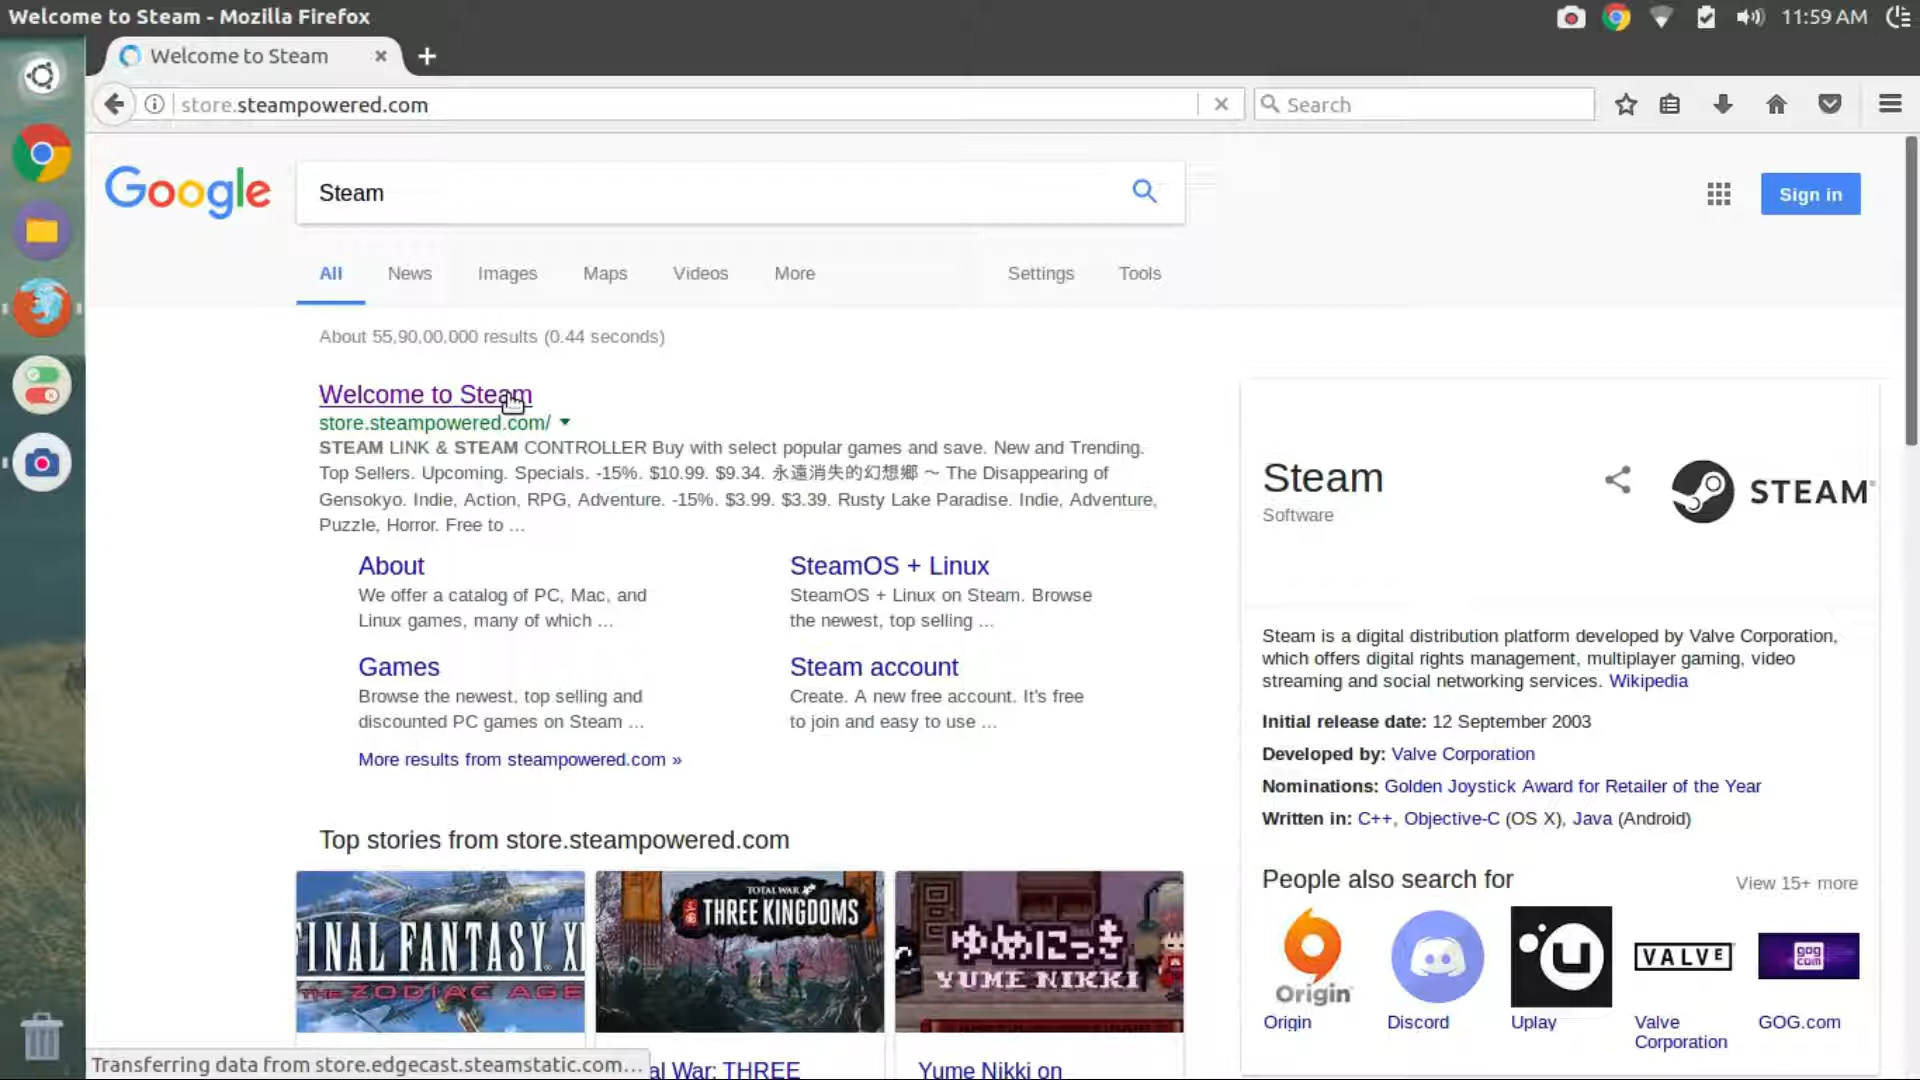 Welcome to Steam - Mozilla Firefox
11:59 AM
Welcome to Steam
store.steampowered.com
Search
Google
Steam
Sign in
All
News
Images
Maps
Videos
More
Settings
Tools
About 55,90,00,000 results (0.44 seconds)
Welcome to Steam
store.steampowered.com/
STEAM LINK & STEAM CONTROLLER Buy with select popular games and save. New and Trending.
Top Sellers. Upcoming. Specials. -15%. $10.99. $9.34. 永遠消失的幻想鄉 ～ The Disappearing of
Gensokyo. Indie, Action, RPG, Adventure. -15%. $3.99. $3.39. Rusty Lake Paradise. Indie, Adventure,
Puzzle, Horror. Free to ...
About
We offer a catalog of PC, Mac, and
Linux games, many of which ...
SteamOS + Linux
SteamOS + Linux on Steam. Browse
the newest, top selling ...
Games
Browse the newest, top selling and
discounted PC games on Steam ...
Steam account
Create. A new free account. It's free
to join and easy to use ...
More results from steampowered.com »
Top stories from store.steampowered.com
FINAL FANTASY XI
THE ZODIAC AGE
TOTAL WAR
THREE KINGDOMS
ゆめにっき
YUME NIKKI
al War: THREE
Yume Nikki on
Transferring data from store.edgecast.steamstatic.com...
Steam
Software
STEAM®
Steam is a digital distribution platform developed by Valve Corporation,
which offers digital rights management, multiplayer gaming, video
streaming and social networking services. Wikipedia
Initial release date: 12 September 2003
Developed by: Valve Corporation
Nominations: Golden Joystick Award for Retailer of the Year
Written in: C++, Objective-C (OS X), Java (Android)
People also search for
View 15+ more
Origin
VALVE
gog
com
Origin
Discord
Uplay
Valve
Corporation
GOG.com